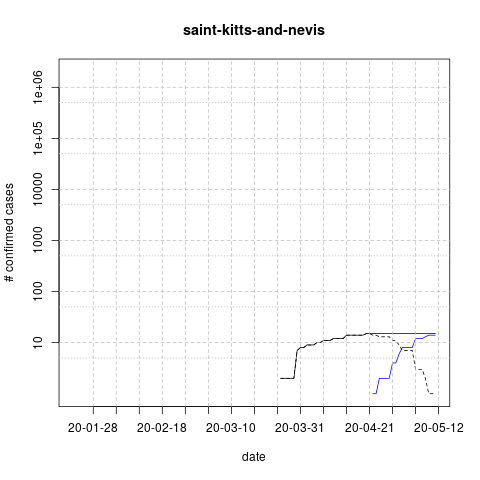 saint-kitts-and-nevis
# confirmed cases
1e+06
1e+05
10000
1000
100
10
20-01-28 20-02-18 20-03-10 20-03-31 20-04-21 20-05-12
date